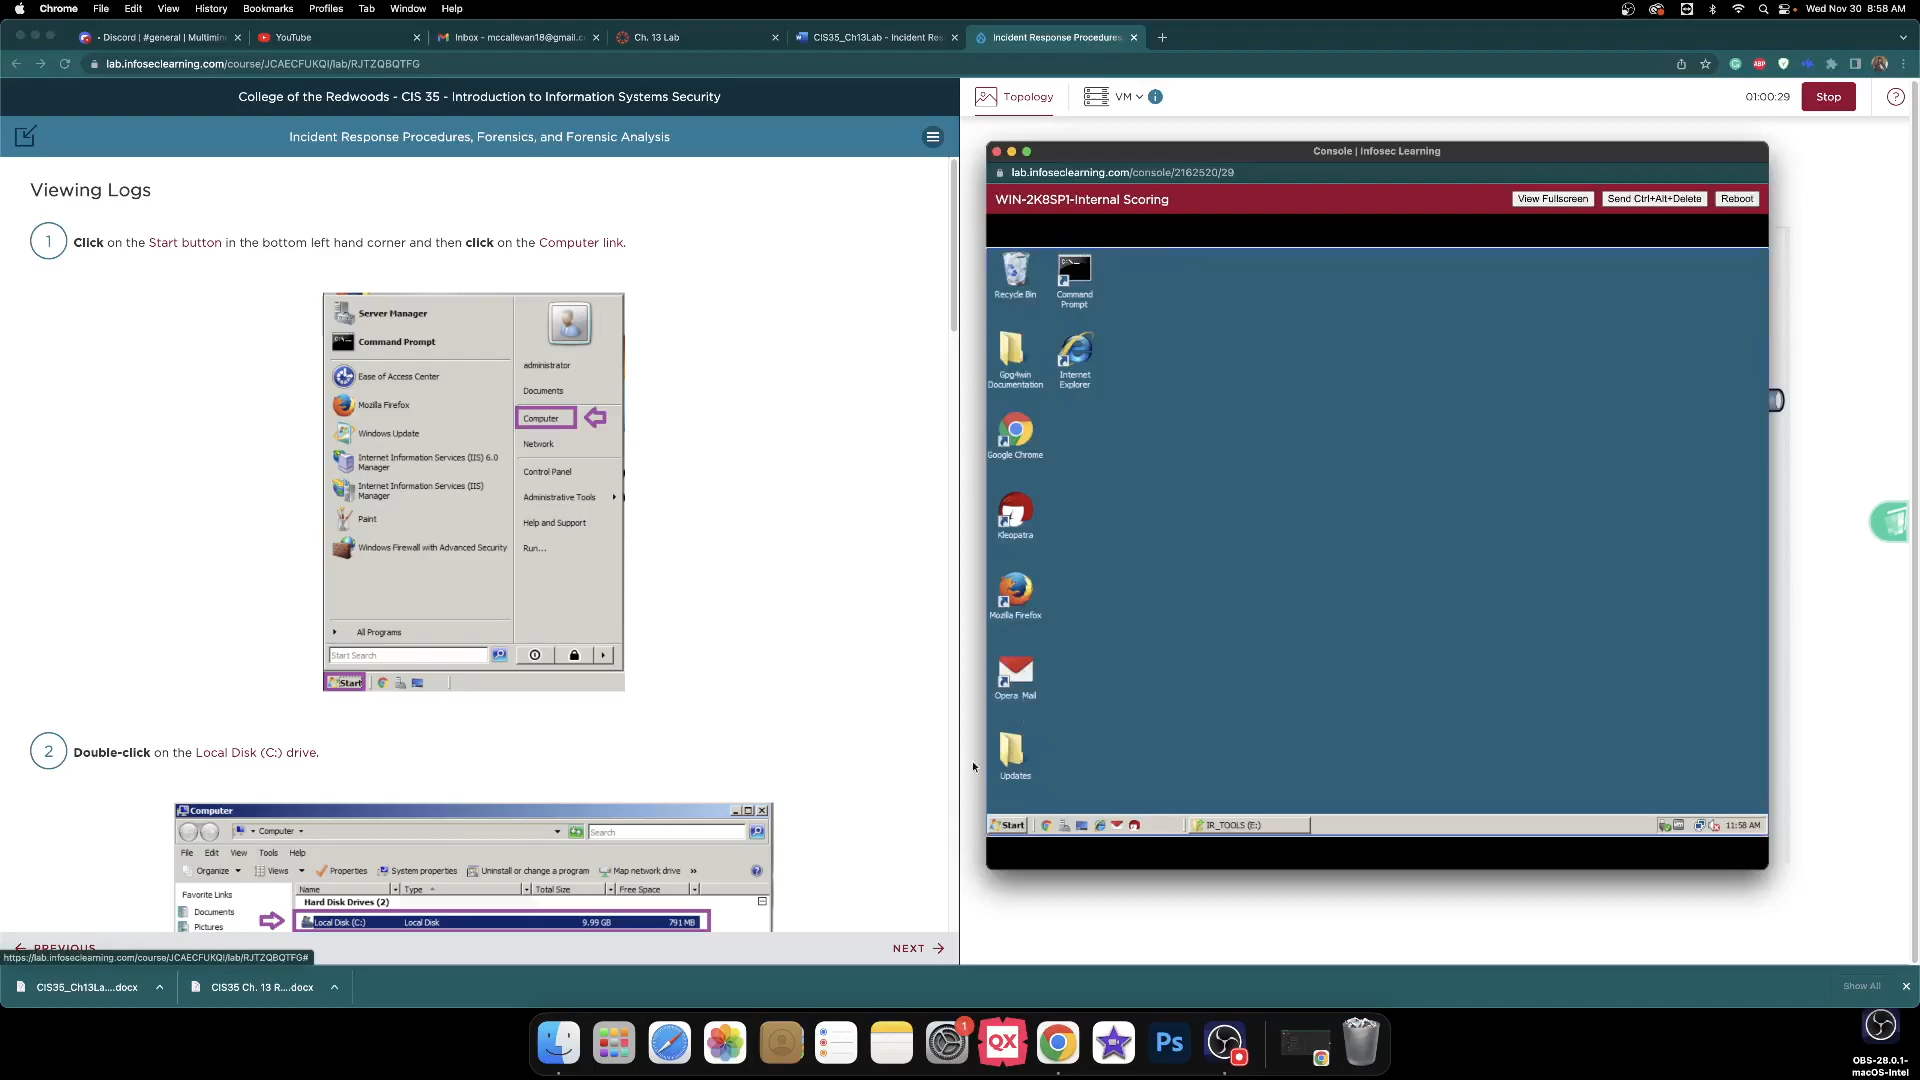 Chrome File Edit View History Bookmarks Profiles Tab Window Help Wed Nov 30 8:58 AM
• Discord | #general | Multimin
YouTube
Inbox - mccallevan18@gmail.c
Ch. 13 Lab
CIS35_Ch13Lab - Incident Res
Incident Response Procedures,
lab.infoseclearning.com/course/JCAECFUKQI/lab/RJTZQBQTFG
College of the Redwoods - CIS 35 - Introduction to Information Systems Security
Incident Response Procedures, Forensics, and Forensic Analysis
Topology
VM
01:00:29
Stop
Viewing Logs
1 Click on the Start button in the bottom left hand corner and then click on the Computer link.
Server Manager
Command Prompt
Ease of Access Center
Mozilla Firefox
Windows Update
Internet Information Services (IIS) 6.0
Manager
Internet Information Services (IIS)
Manager
Paint
Windows Firewall with Advanced Security
All Programs
Start Search
administrator
Documents
Computer
Network
Control Panel
Administrative Tools
Help and Support
Run...
Start
2 Double-click on the Local Disk (C:) drive.
Computer
Computer
Search
File Edit View Tools Help
Organize Views Properties System properties Uninstall or change a program Map network drive »
Favorite Links
Documents
Pictures
Name Type Total Size Free Space
Hard Disk Drives (2)
Local Disk (C:) Local Disk 9.99 GB 791 MB
PREVIOUS
NEXT
https://lab.infoseclearning.com/course/JCAECFUKQI/lab/RJTZQBQTFG#
Console | Infosec Learning
lab.infoseclearning.com/console/2162520/29
WIN-2K8SP1-Internal Scoring
View Fullscreen
Send Ctrl+Alt+Delete
Reboot
Recycle Bin
Command
Prompt
Gpg4win
Documentation
Internet
Explorer
Google Chrome
Kleopatra
Mozilla Firefox
Opera Mail
Updates
Start
IR_TOOLS (E:)
11:58 AM
CIS35_Ch13La....docx
CIS35 Ch. 13 R....docx
Show All
1
QX
Ps
OBS-28.0.1-
macOS-Intel